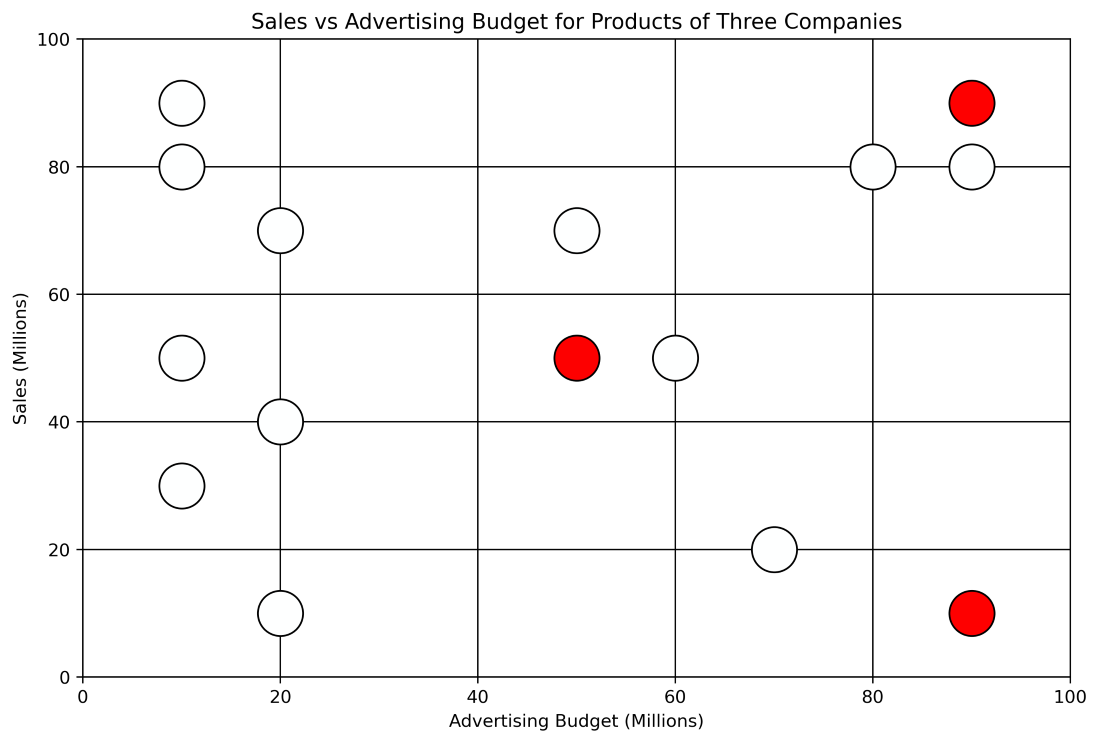 Sales vs Advertising Budget for Products of Three Companies
100
80
60
40
20
0
Sales (Millions)
0 20 40 60 80 100
Advertising Budget (Millions)